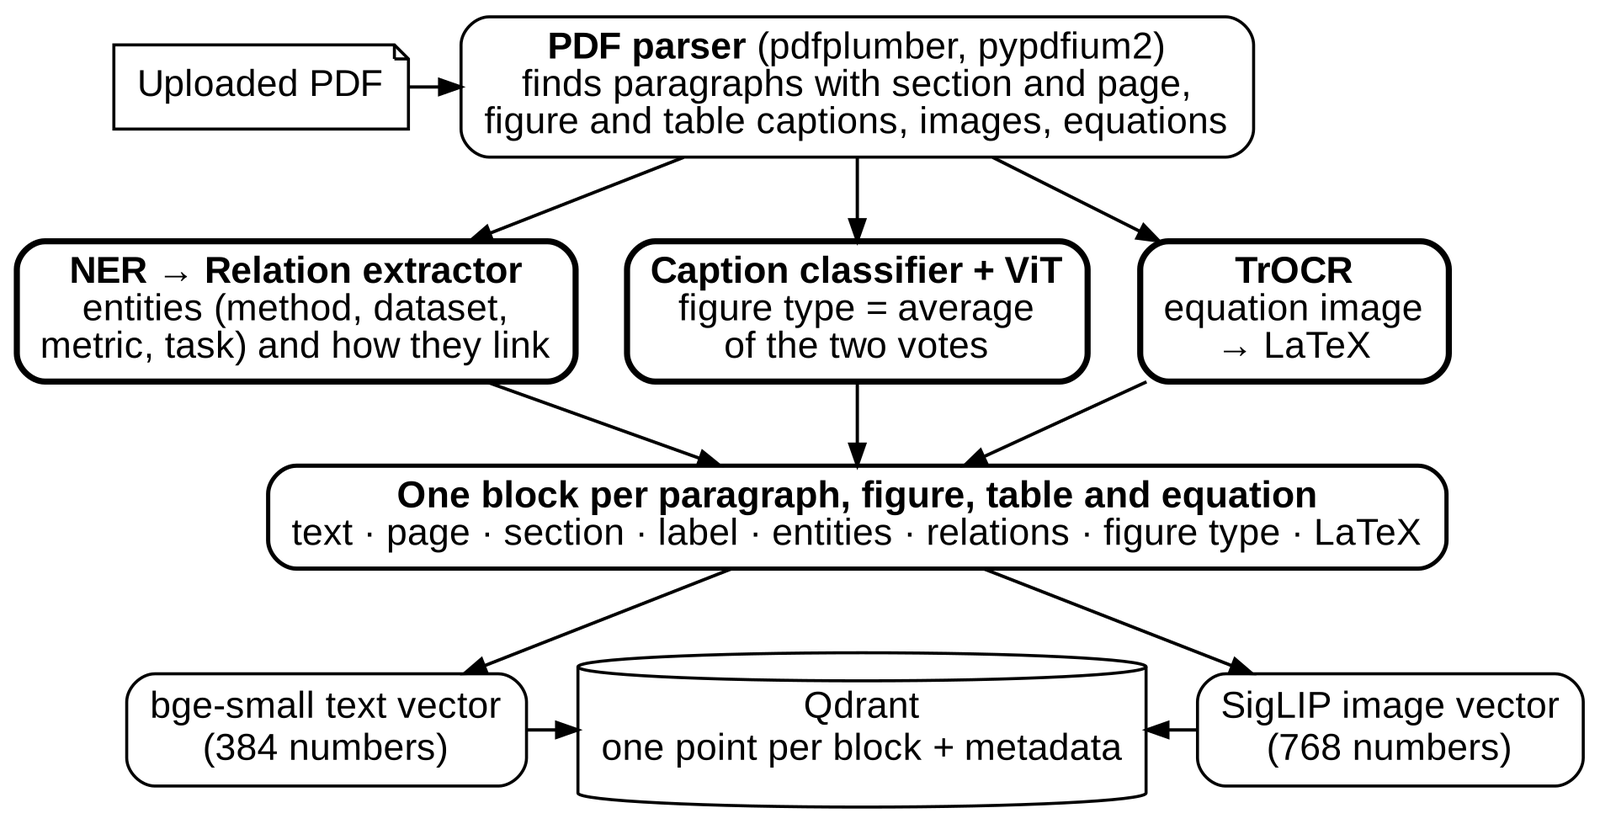 Uploaded PDF
PDF parser (pdfplumber, pypdfium2)
finds paragraphs with section and page,
figure and table captions, images, equations
NER → Relation extractor
entities (method, dataset,
metric, task) and how they link
Caption classifier + ViT
figure type = average
of the two votes
TrOCR
equation image
→ LaTeX
One block per paragraph, figure, table and equation
text · page · section · label · entities · relations · figure type · LaTeX
bge-small text vector
(384 numbers)
Qdrant
one point per block + metadata
SigLIP image vector
(768 numbers)